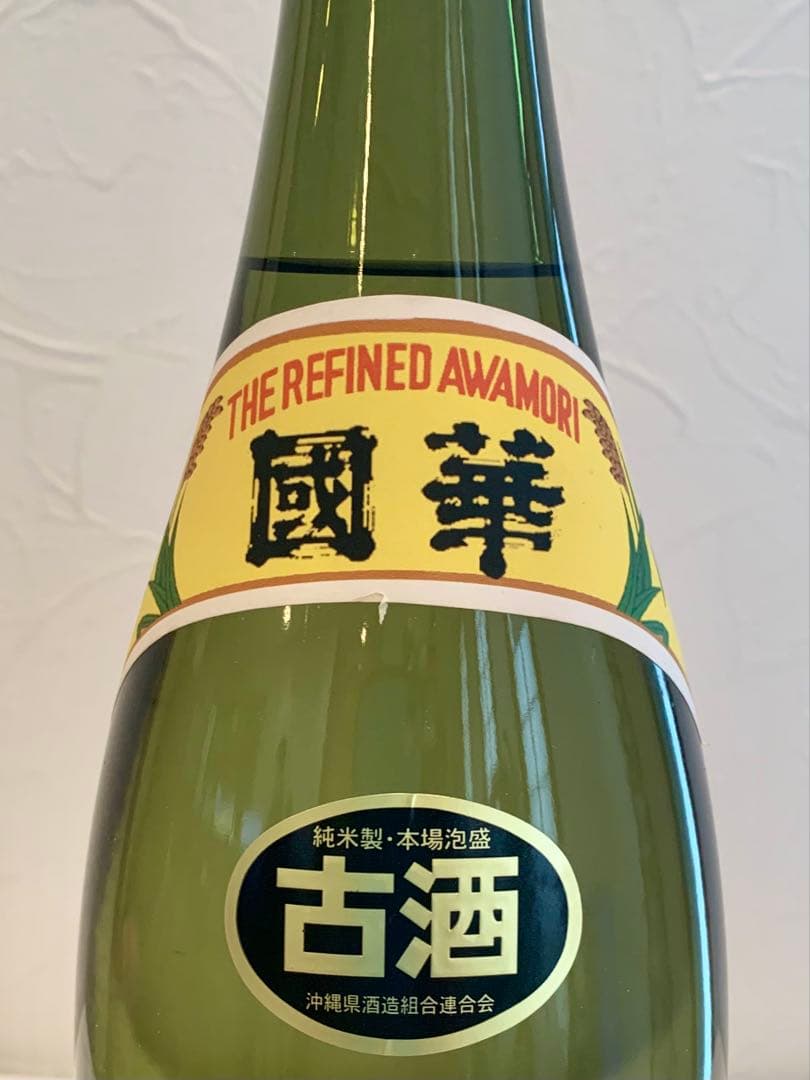 THE REFINED AWAMORI
國華
純米製・本場泡盛
古酒
沖縄県酒造組合連合会